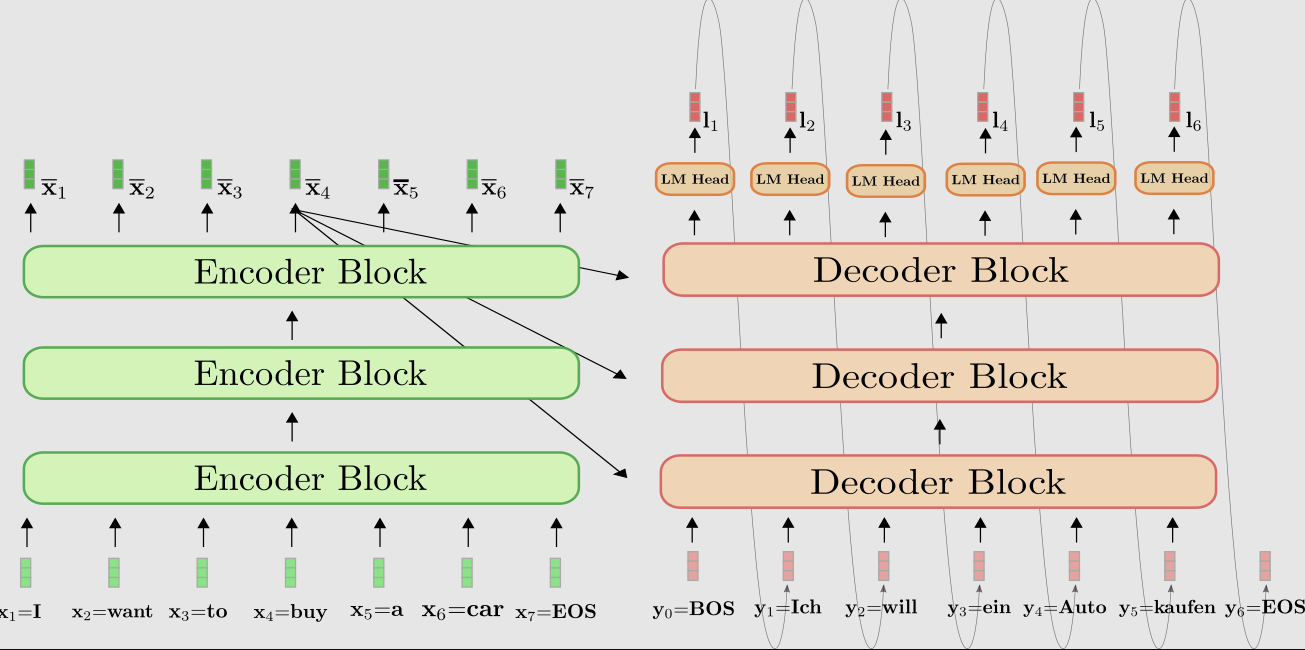 l₁ l₂ l₃ l₄ l₅ l₆
LM Head LM Head LM Head LM Head LM Head LM Head
x̅₁ x̅₂ x̅₃ x̅₄ x̅₅ x̅₆ x̅₇
Encoder Block Decoder Block
Encoder Block Decoder Block
Encoder Block Decoder Block
x₁=I x₂=want x₃=to x₄=buy x₅=a x₆=car x₇=EOS y₀=BOS y₁=Ich y₂=will y₃=ein y₄=Auto y₅=kaufen y₆=EOS